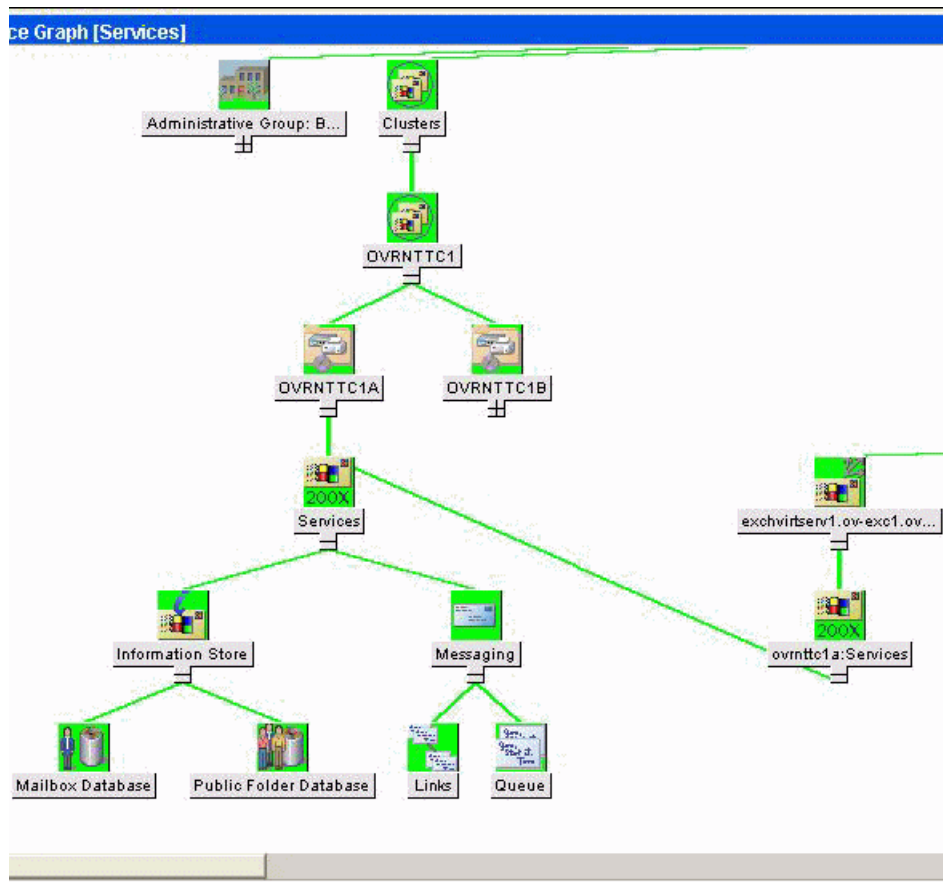 ce Graph [Services]
Administrative Group: B...
Clusters
OVRNTTC1
OVRNTTC1A
OVRNTTC1B
200X
Services
exchvirtserv1.ov-exc1.ov...
200X
ovrnttc1a:Services
Information Store
Messaging
Mailbox Database
Public Folder Database
Links
Queue